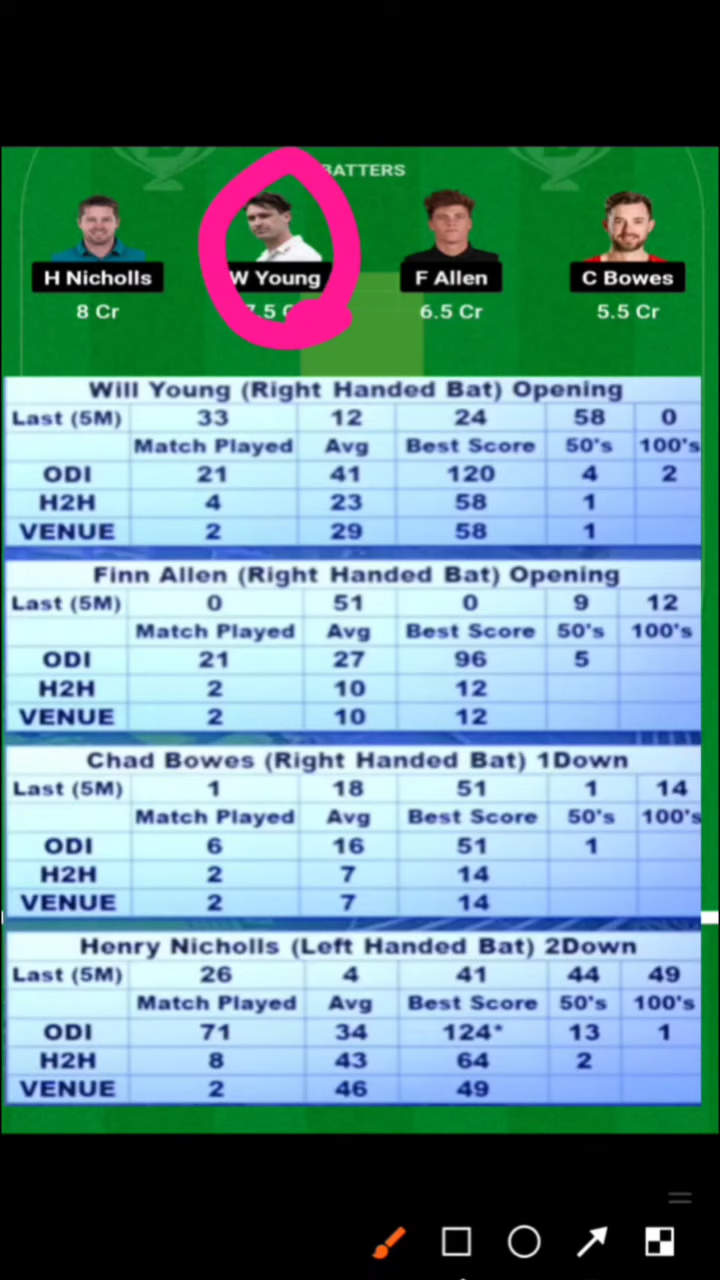 BATTERS
H Nicholls W Young F Allen C Bowes
8 Cr 6.5 Cr 5.5 Cr
Will Young (Right Handed Bat) Opening
Last (5M) 33 12 24 58 0
Match Played Avg Best Score 50's 100's
ODI 21 41 120 4 2
H2H 4 23 58 1
VENUE 2 29 58 1
Finn Allen (Right Handed Bat) Opening
Last (5M) 0 51 0 9 12
Match Played Avg Best Score 50's 100's
ODI 21 27 96 5
H2H 2 10 12
VENUE 2 10 12
Chad Bowes (Right Handed Bat) 1Down
Last (5M) 1 18 51 1 14
Match Played Avg Best Score 50's 100's
ODI 6 16 51 1
H2H 2 7 14
VENUE 2 7 14
Henry Nicholls (Left Handed Bat) 2Down
Last (5M) 26 4 41 44 49
Match Played Avg Best Score 50's 100's
ODI 71 34 124* 13 1
H2H 8 43 64 2
VENUE 2 46 49